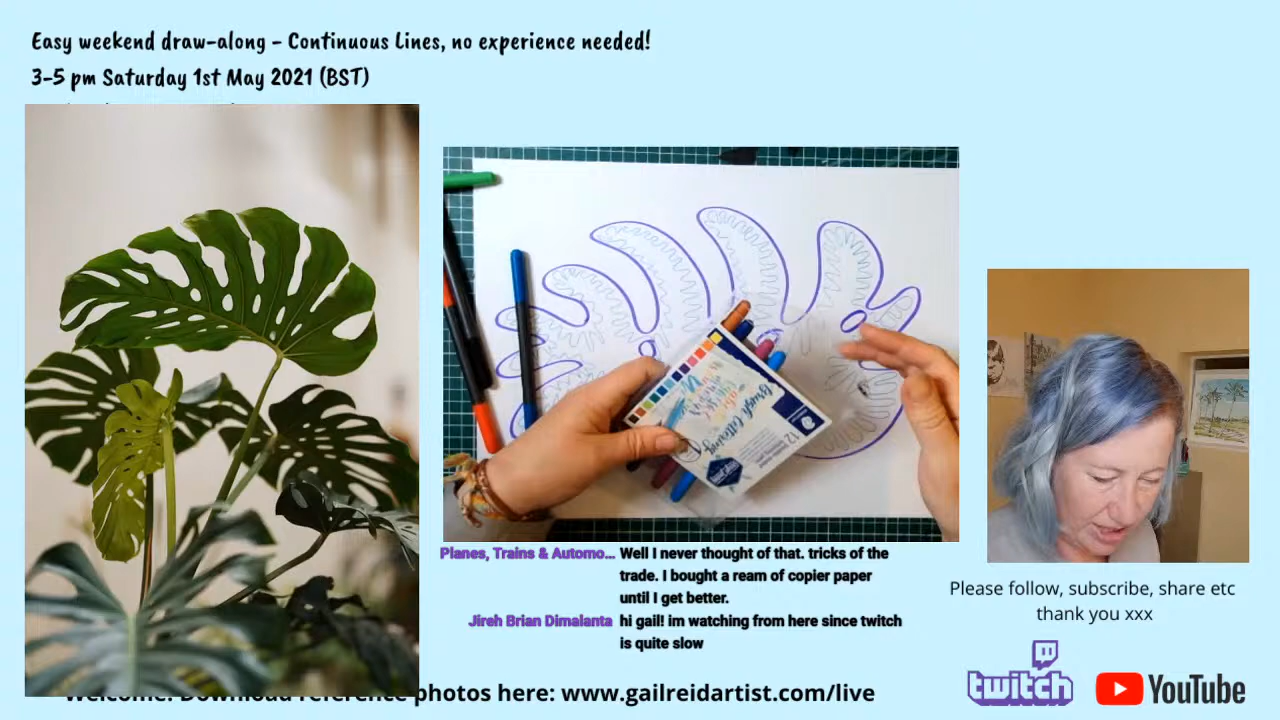 Easy weekend draw-along - Continuous Lines, no experience needed!
3-5 pm Saturday 1st May 2021 (BST)
brush lettering
12
Planes, Trains & Automo... Well I never thought of that. tricks of the
trade. I bought a ream of copier paper
until I get better.
Jireh Brian Dimalanta hi gail! im watching from here since twitch
is quite slow
Please follow, subscribe, share etc
thank you xxx
Welcome! Download reference photos here: www.gailreidartist.com/live
twitch
YouTube